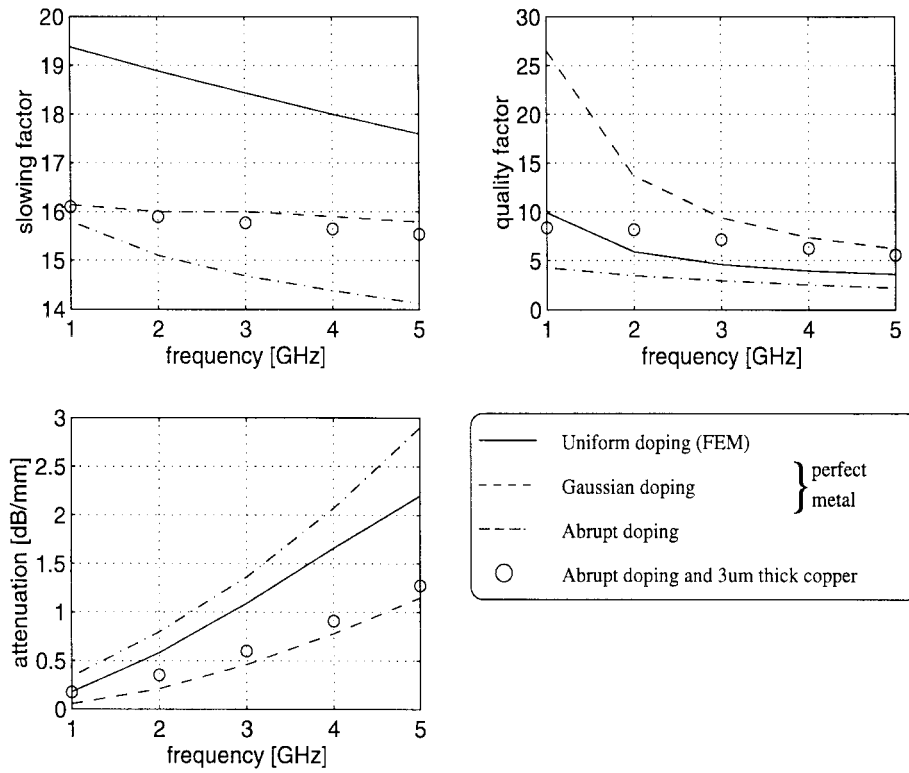 20
19
18
17
16
15
14
slowing factor
1 2 3 4 5
frequency [GHz]
30
25
20
15
10
5
0
quality factor
1 2 3 4 5
frequency [GHz]
3
2.5
2
1.5
1
0.5
0
attenuation [dB/mm]
1 2 3 4 5
frequency [GHz]
Uniform doping (FEM)
Gaussian doping
perfect
metal
Abrupt doping
Abrupt doping and 3um thick copper